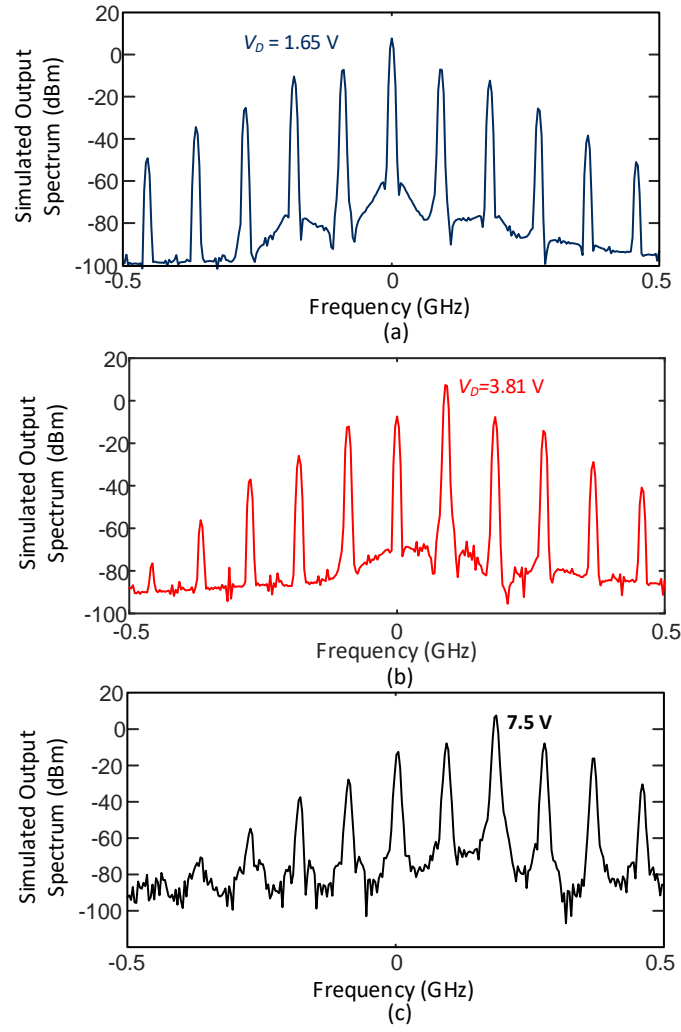 Simulated Output
Spectrum (dBm)
20
0
-20
-40
-60
-80
-100
V_D = 1.65 V
-0.5
0
0.5
Frequency (GHz)
(a)
Simulated Output
Spectrum (dBm)
20
0
-20
-40
-60
-80
-100
V_D=3.81 V
-0.5
0
0.5
Frequency (GHz)
(b)
Simulated Output
Spectrum (dBm)
20
0
-20
-40
-60
-80
-100
7.5 V
-0.5
0
0.5
Frequency (GHz)
(c)